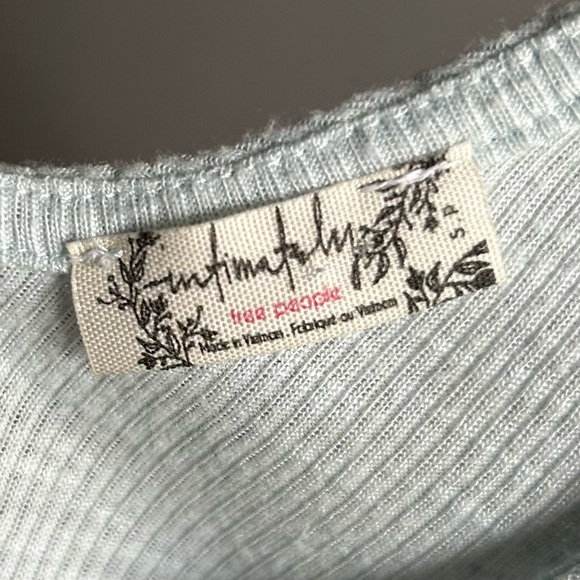 intimately
free people
Made in Vietnam . Fabriqué au Vietnam
S P